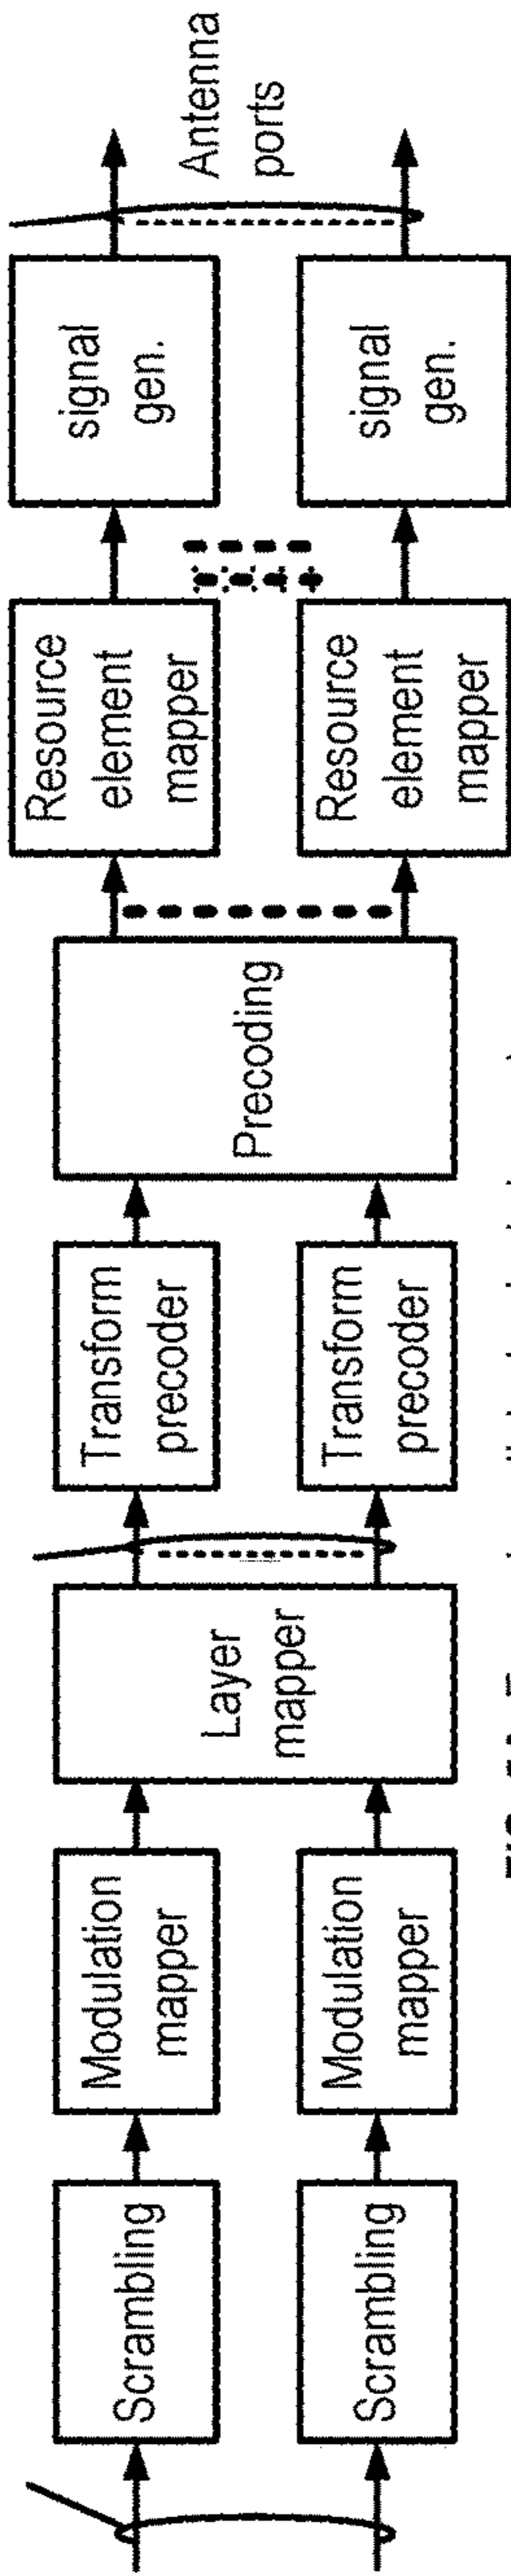 Scrambling
Scrambling
Modulation
mapper
Modulation
mapper
Layer
mapper
Transform
precoder
Transform
precoder
Precoding
Resource
element
mapper
Resource
element
mapper
signal
gen.
signal
gen.
Antenna
ports